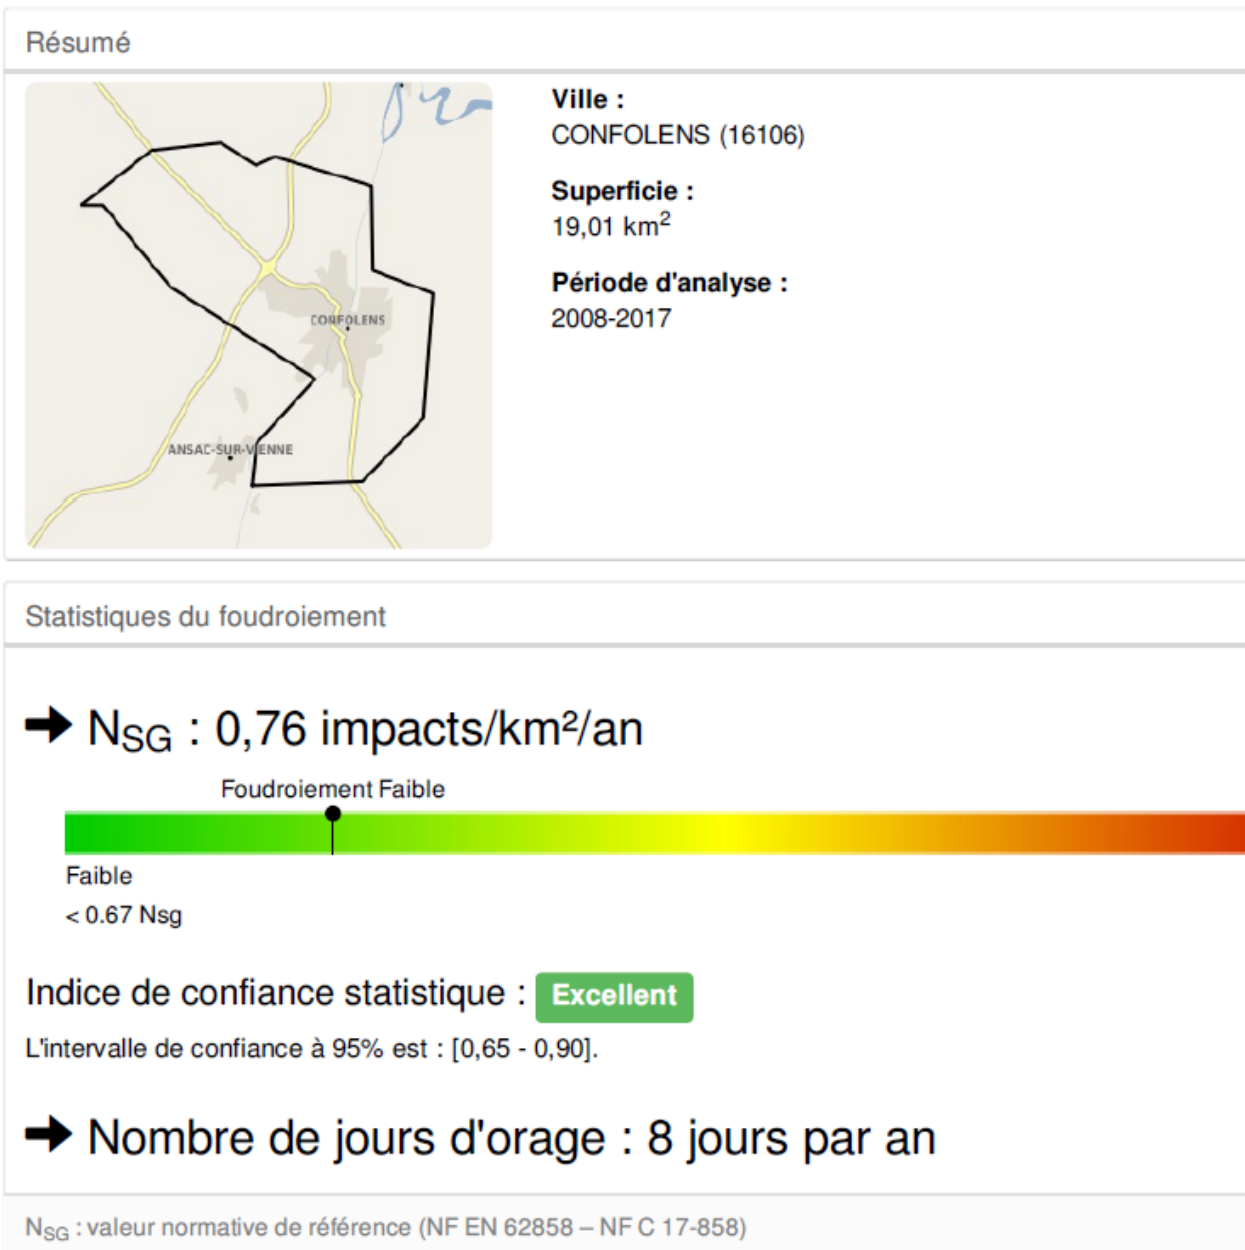 Résumé
Ville :
CONFOLENS (16106)
Superficie :
19,01 km²
Période d'analyse :
2008-2017
CONFOLENS
ANSAC-SUR-VIENNE
Statistiques du foudroiement
➔ N_SG : 0,76 impacts/km²/an
Foudroiement Faible
Faible
< 0.67 Nsg
Indice de confiance statistique : Excellent
L'intervalle de confiance à 95% est : [0,65 - 0,90].
➔ Nombre de jours d'orage : 8 jours par an
N_SG : valeur normative de référence (NF EN 62858 – NF C 17-858)